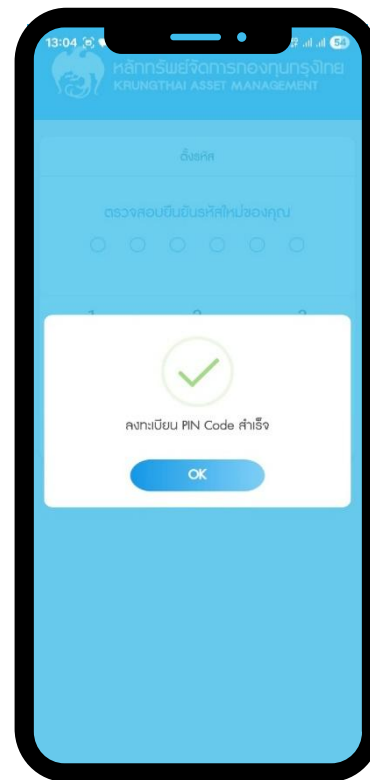 13:04
54
หลักทรัพย์จัดการกองทุนกรุงไทย
KRUNGTHAI ASSET MANAGEMENT
ตั้งรหัส
ตรวจสอบยืนยันรหัสใหม่ของคุณ
ลงทะเบียน PIN Code สำเร็จ
OK